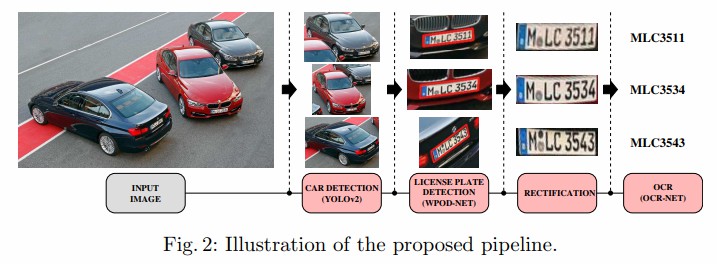 M LC 3511
M LC 3511
MLC3511
M LC 3534
M LC 3534
MLC3534
M LC 3543
M LC 3543
MLC3543
INPUT
IMAGE
CAR DETECTION
(YOLOv2)
LICENSE PLATE
DETECTION
(WPOD-NET)
RECTIFICATION
OCR
(OCR-NET)
Fig. 2: Illustration of the proposed pipeline.